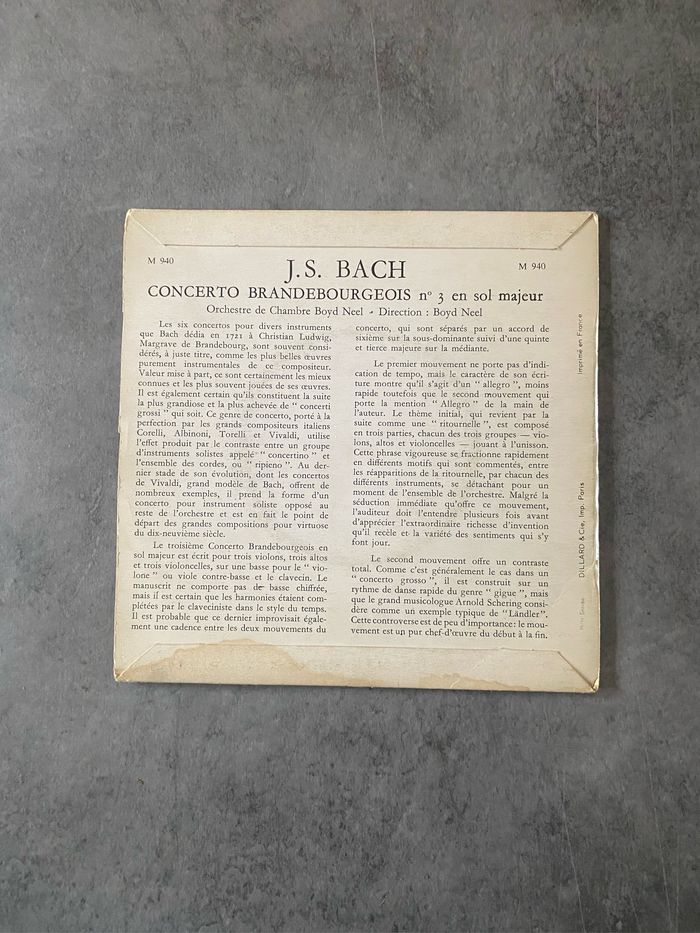 M 940
M 940
J.S. BACH
CONCERTO BRANDEBOURGEOIS nº 3 en sol majeur
Orchestre de Chambre Boyd Neel - Direction : Boyd Neel
Les six concertos pour divers instruments
que Bach dédia en 1721 à Christian Ludwig,
Margrave de Brandebourg, sont souvent consi-
dérés, à juste titre, comme les plus belles œuvres
purement instrumentales de ce compositeur.
Valeur mise à part, ce sont certainement les mieux
connues et les plus souvent jouées de ses œuvres.
Il est également certain qu'ils constituent la suite
la plus grandiose et la plus achevée de “ concerti
grossi ” qui soit. Ce genre de concerto, porté à la
perfection par les grands compositeurs italiens
Corelli, Albinoni, Torelli et Vivaldi, utilise
l'effet produit par le contraste entre un groupe
d'instruments solistes appelé “ concertino ” et
l'ensemble des cordes, ou “ ripieno ”. Au der-
nier stade de son évolution, dont les concertos
de Vivaldi, grand modèle de Bach, offrent de
nombreux exemples, il prend la forme d'un
concerto pour instrument soliste opposé au
reste de l'orchestre et est en fait le point de
départ des grandes compositions pour virtuose
du dix-neuvième siècle.
Le troisième Concerto Brandebourgeois en
sol majeur est écrit pour trois violons, trois altos
et trois violoncelles, sur une basse pour le “ vio-
lone ” ou viole contre-basse et le clavecin. Le
manuscrit ne comporte pas de basse chiffrée,
mais il est certain que les harmonies étaient com-
plétées par le claveciniste dans le style du temps.
Il est probable que ce dernier improvisait égale-
ment une cadence entre les deux mouvements du
concerto, qui sont séparés par un accord de
sixième sur la sous-dominante suivi d'une quinte
et tierce majeure sur la médiante.
Le premier mouvement ne porte pas d'indi-
cation de tempo, mais le caractère de son écri-
ture montre qu'il s'agit d'un “ allegro ”, moins
rapide toutefois que le second mouvement qui
porte la mention “ Allegro ” de la main de
l'auteur. Le thème initial, qui revient par la
suite comme une “ ritournelle ”, est composé
en trois parties, chacun des trois groupes — vio-
lons, altos et violoncelles — jouant à l'unisson.
Cette phrase vigoureuse se fractionne rapidement
en différents motifs qui sont commentés, entre
les réapparitions de la ritournelle, par chacun des
différents instruments, se détachant pour un
moment de l'ensemble de l'orchestre. Malgré la
séduction immédiate qu'offre ce mouvement,
l'auditeur doit l'entendre plusieurs fois avant
d'apprécier l'extraordinaire richesse d'invention
qu'il recèle et la variété des sentiments qui s'y
font jour.
Le second mouvement offre un contraste
total. Comme c'est généralement le cas dans un
“ concerto grosso ”, il est construit sur un
rythme de danse rapide du genre “ gigue ”, mais
que le grand musicologue Arnold Schering consi-
dère comme un exemple typique de “Ländler”.
Cette controverse est de peu d'importance : le mou-
vement est un pur chef-d'œuvre du début à la fin.
Imprimé en France
DILLARD & Cie, Imp. Paris